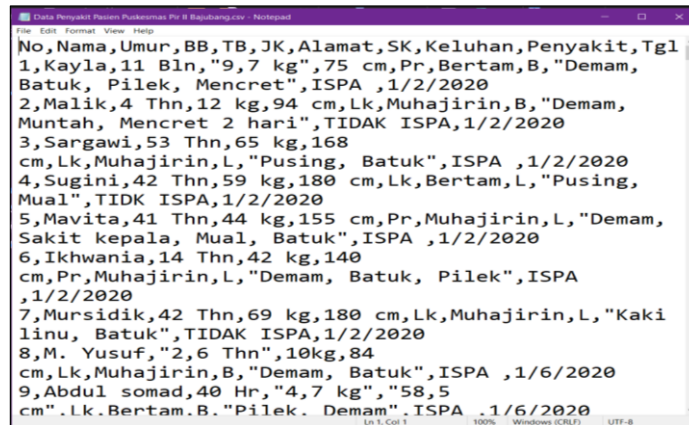 Data Penyakit Pasien Puskesmas Pir II Bajubang.csv - Notepad
File Edit Format View Help
No,Nama,Umur,BB,TB,JK,Alamat,SK,Keluhan,Penyakit,Tgl
1,Kayla,11 Bln,"9,7 kg",75 cm,Pr,Bertam,B,"Demam,
Batuk, Pilek, Mencret",ISPA ,1/2/2020
2,Malik,4 Thn,12 kg,94 cm,Lk,Muhajirin,B,"Demam,
Muntah, Mencret 2 hari",TIDAK ISPA,1/2/2020
3,Sargawi,53 Thn,65 kg,168
cm,Lk,Muhajirin,L,"Pusing, Batuk",ISPA ,1/2/2020
4,Sugini,42 Thn,59 kg,180 cm,Lk,Bertam,L,"Pusing,
Mual",TIDK ISPA,1/2/2020
5,Mavita,41 Thn,44 kg,155 cm,Pr,Muhajirin,L,"Demam,
Sakit kepala, Mual, Batuk",ISPA ,1/2/2020
6,Ikhwania,14 Thn,42 kg,140
cm,Pr,Muhajirin,L,"Demam, Batuk, Pilek",ISPA
,1/2/2020
7,Mursidik,42 Thn,69 kg,180 cm,Lk,Muhajirin,L,"Kaki
linu, Batuk",TIDAK ISPA,1/2/2020
8,M. Yusuf,"2,6 Thn",10kg,84
cm,Lk,Muhajirin,B,"Demam, Batuk",ISPA ,1/6/2020
9,Abdul somad,40 Hr,"4,7 kg","58,5
cm",Lk,Bertam,B,"Pilek, Demam",ISPA ,1/6/2020
Ln 1, Col 1 100% Windows (CRLF) UTF-8